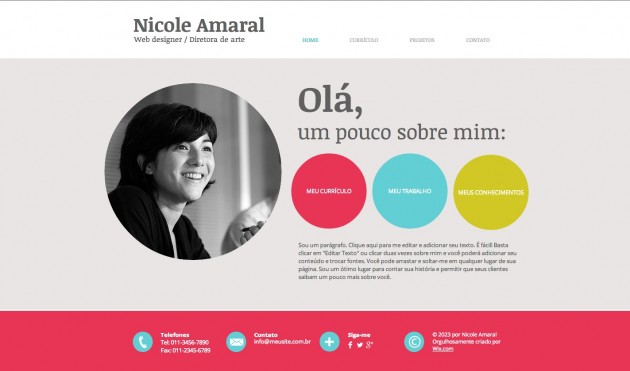 Nicole Amaral
Web designer / Diretora de arte
HOME CURRÍCULO PROJETOS CONTATO
Olá,
um pouco sobre mim:
MEU CURRÍCULO
MEU TRABALHO
MEUS CONHECIMENTOS
Sou um parágrafo. Clique aqui para me editar e adicionar seu texto. É fácil! Basta
clicar em "Editar Texto" ou clicar duas vezes sobre mim e você poderá adicionar seu
conteúdo e trocar fontes. Você pode arrastar e soltar-me em qualquer lugar de sua
página. Sou um ótimo lugar para contar sua história e permitir que seus clientes
saibam um pouco mais sobre você.
Telefones
Tel: 011-3456-7890
Fax: 011-2345-6789
Contato
info@meusite.com.br
Siga-me
© 2023 por Nicole Amaral
Orgulhosamente criado por
Wix.com